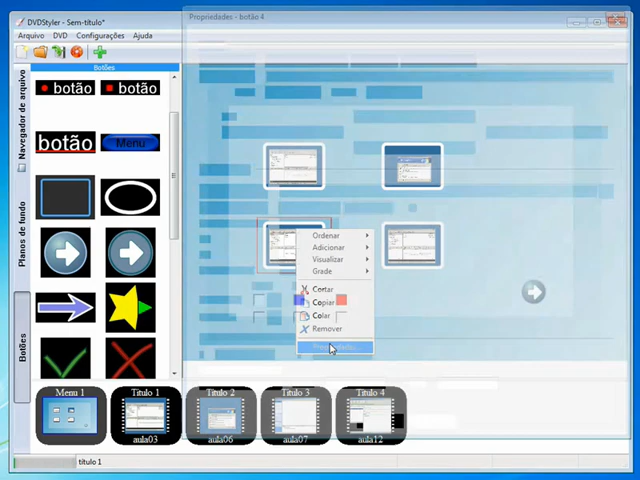 DVDStyler - Sem-título*
Propriedades - botão 4
Arquivo DVD Configurações Ajuda
Botões
Navegador de arquivo
Planos de fundo
Botões
botão botão
botão Menu
Ordenar
Adicionar
Visualizar
Grade
Cortar
Copiar
Colar
Remover
Propriedades
Menu 1 Titulo 1 Titulo 2 Titulo 3 Titulo 4
aula03 aula06 aula07 aula12
título 1